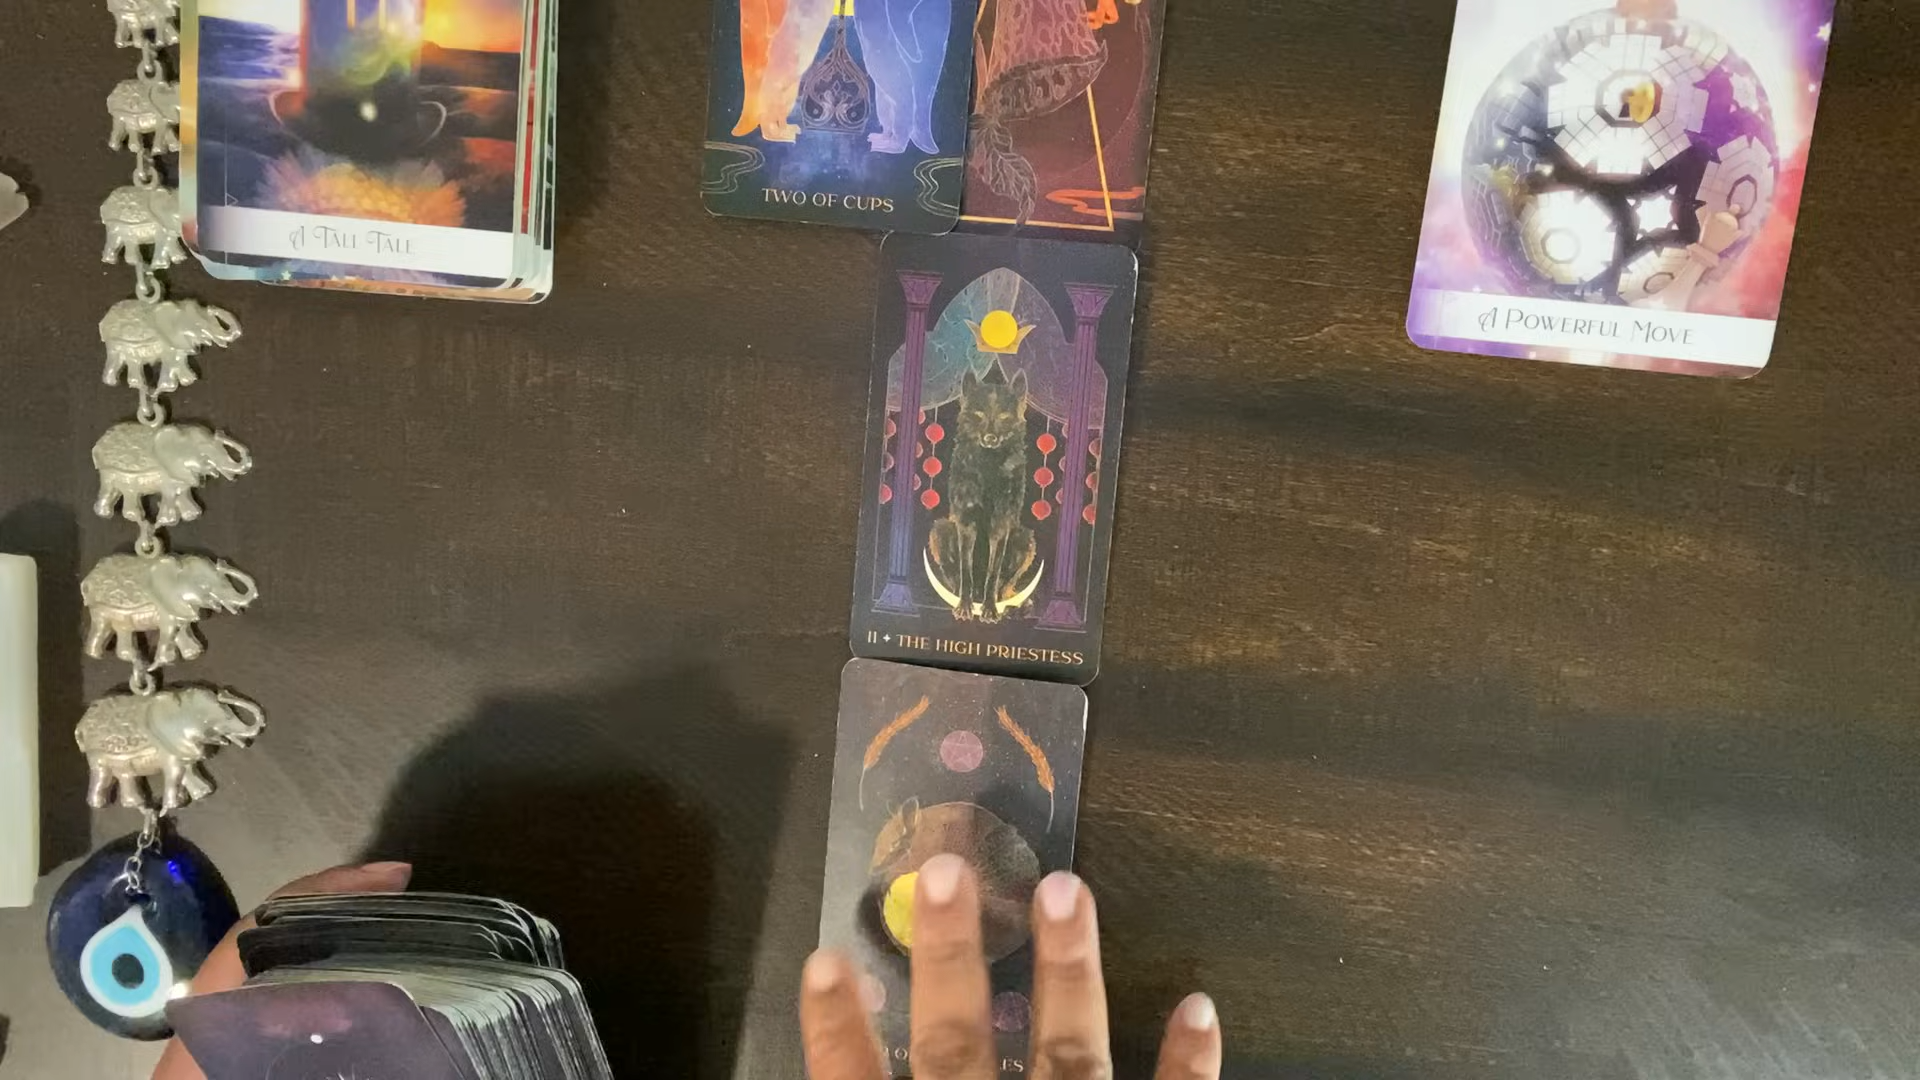 A TALL TALE
TWO OF CUPS
A POWERFUL MOVE
II ✦ THE HIGH PRIESTESS